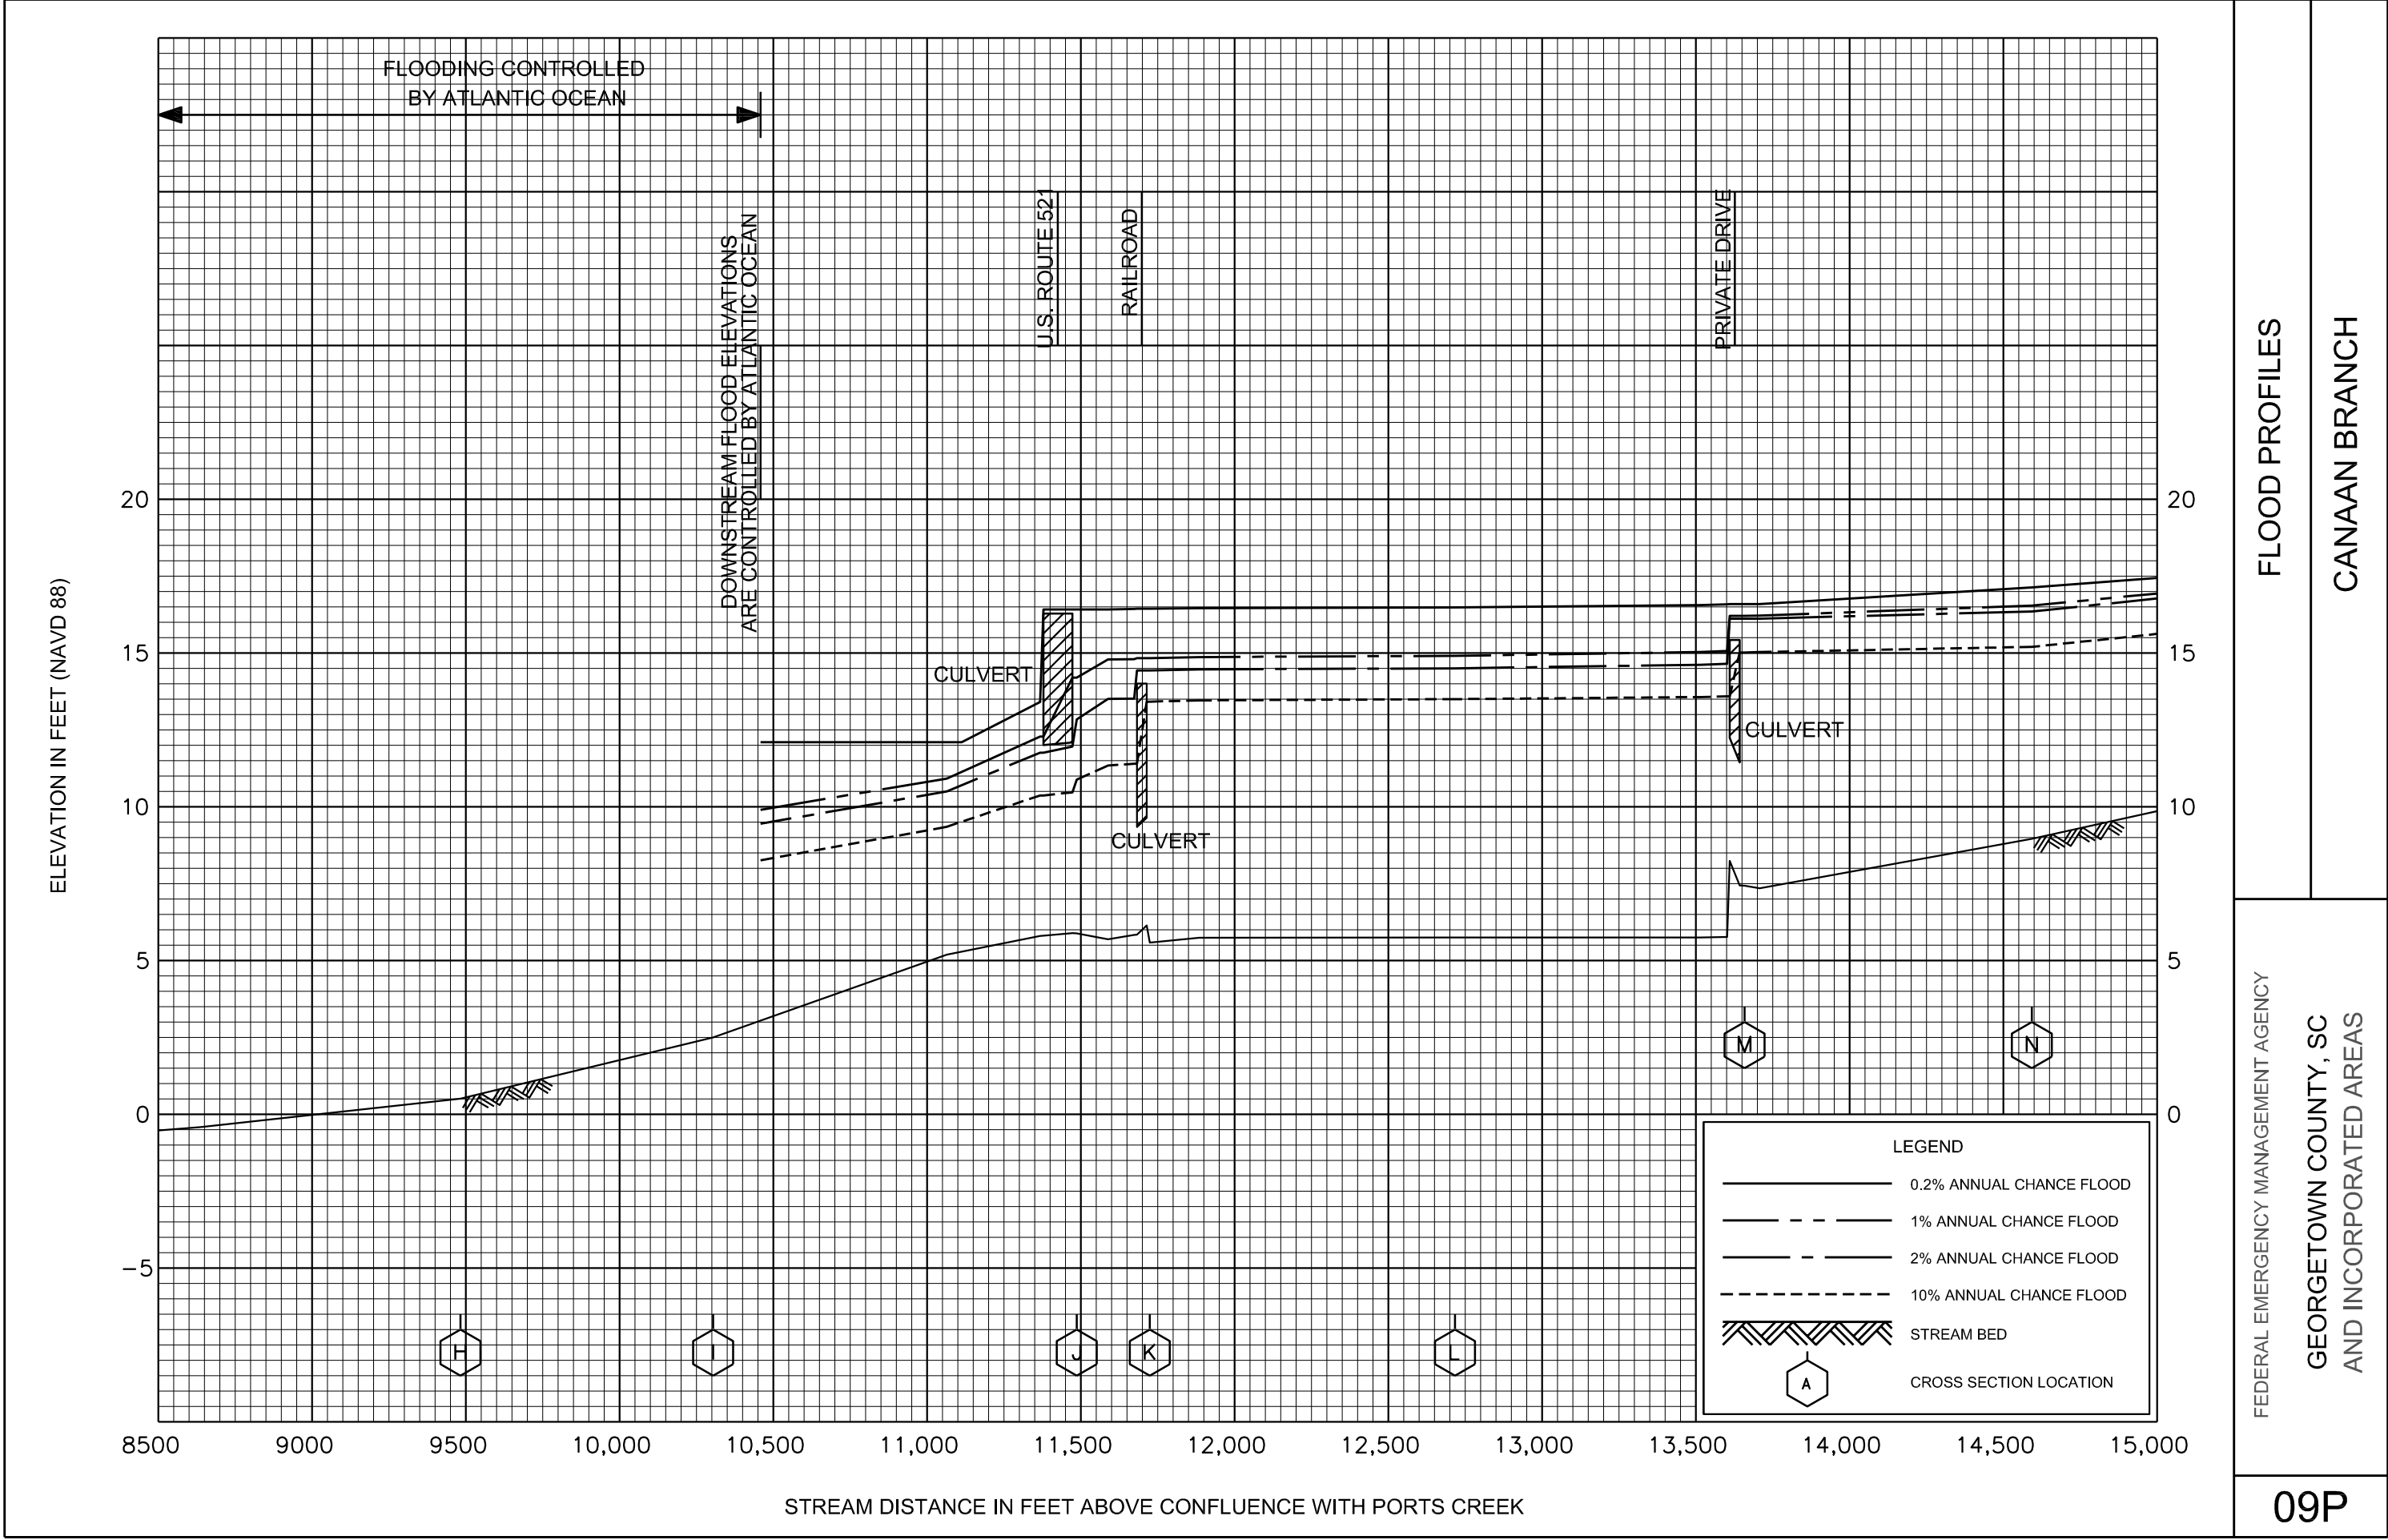 FLOODING CONTROLLED
BY ATLANTIC OCEAN
DOWNSTREAM FLOOD ELEVATIONS
ARE CONTROLLED BY ATLANTIC OCEAN
U.S. ROUTE 521
RAILROAD
PRIVATE DRIVE
ELEVATION IN FEET (NAVD 88)
20
15
10
5
0
−5
20
15
10
5
0
CULVERT
CULVERT
CULVERT
H
I
J
K
L
M
N
LEGEND
0.2% ANNUAL CHANCE FLOOD
1% ANNUAL CHANCE FLOOD
2% ANNUAL CHANCE FLOOD
10% ANNUAL CHANCE FLOOD
STREAM BED
A
CROSS SECTION LOCATION
8500 9000 9500 10,000 10,500 11,000 11,500 12,000 12,500 13,000 13,500 14,000 14,500 15,000
STREAM DISTANCE IN FEET ABOVE CONFLUENCE WITH PORTS CREEK
FLOOD PROFILES
CANAAN BRANCH
FEDERAL EMERGENCY MANAGEMENT AGENCY
GEORGETOWN COUNTY, SC
AND INCORPORATED AREAS
09P